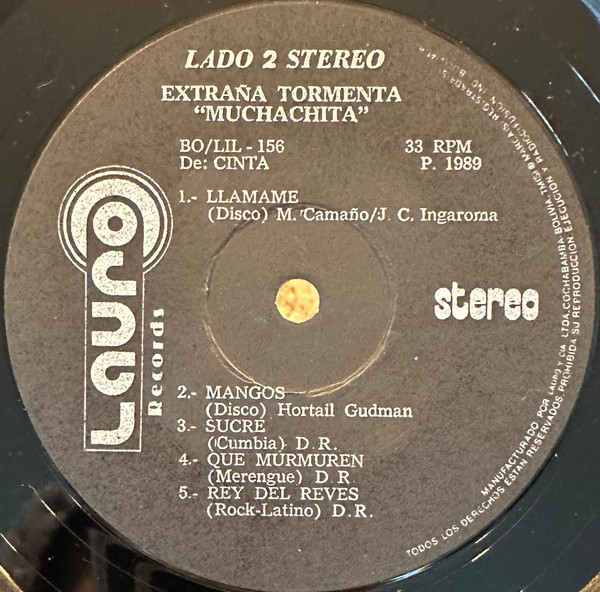 LADO 2 STEREO
EXTRAÑA TORMENTA
"MUCHACHITA"
BO/LIL - 156 33 RPM
De: CINTA P. 1989
1.- LLAMAME
(Disco) M. Camaño/J. C. Ingaroma
Lauro
Records
stereo
2.- MANGOS
(Disco) Hortail Gudman
3.- SUCRE
(Cumbia) D. R.
4.- QUE MURMUREN
(Merengue) D. R.
5.- REY DEL REVES
(Rock-Latino) D. R.
MANUFACTURADO POR LAURO Y CIA LTDA. COCHABAMBA-BOLIVIA
TODOS LOS DERECHOS ESTAN RESERVADOS. PROHIBIDA SU REPRODUCCION, EJECUCION Y RADIODIFUSION